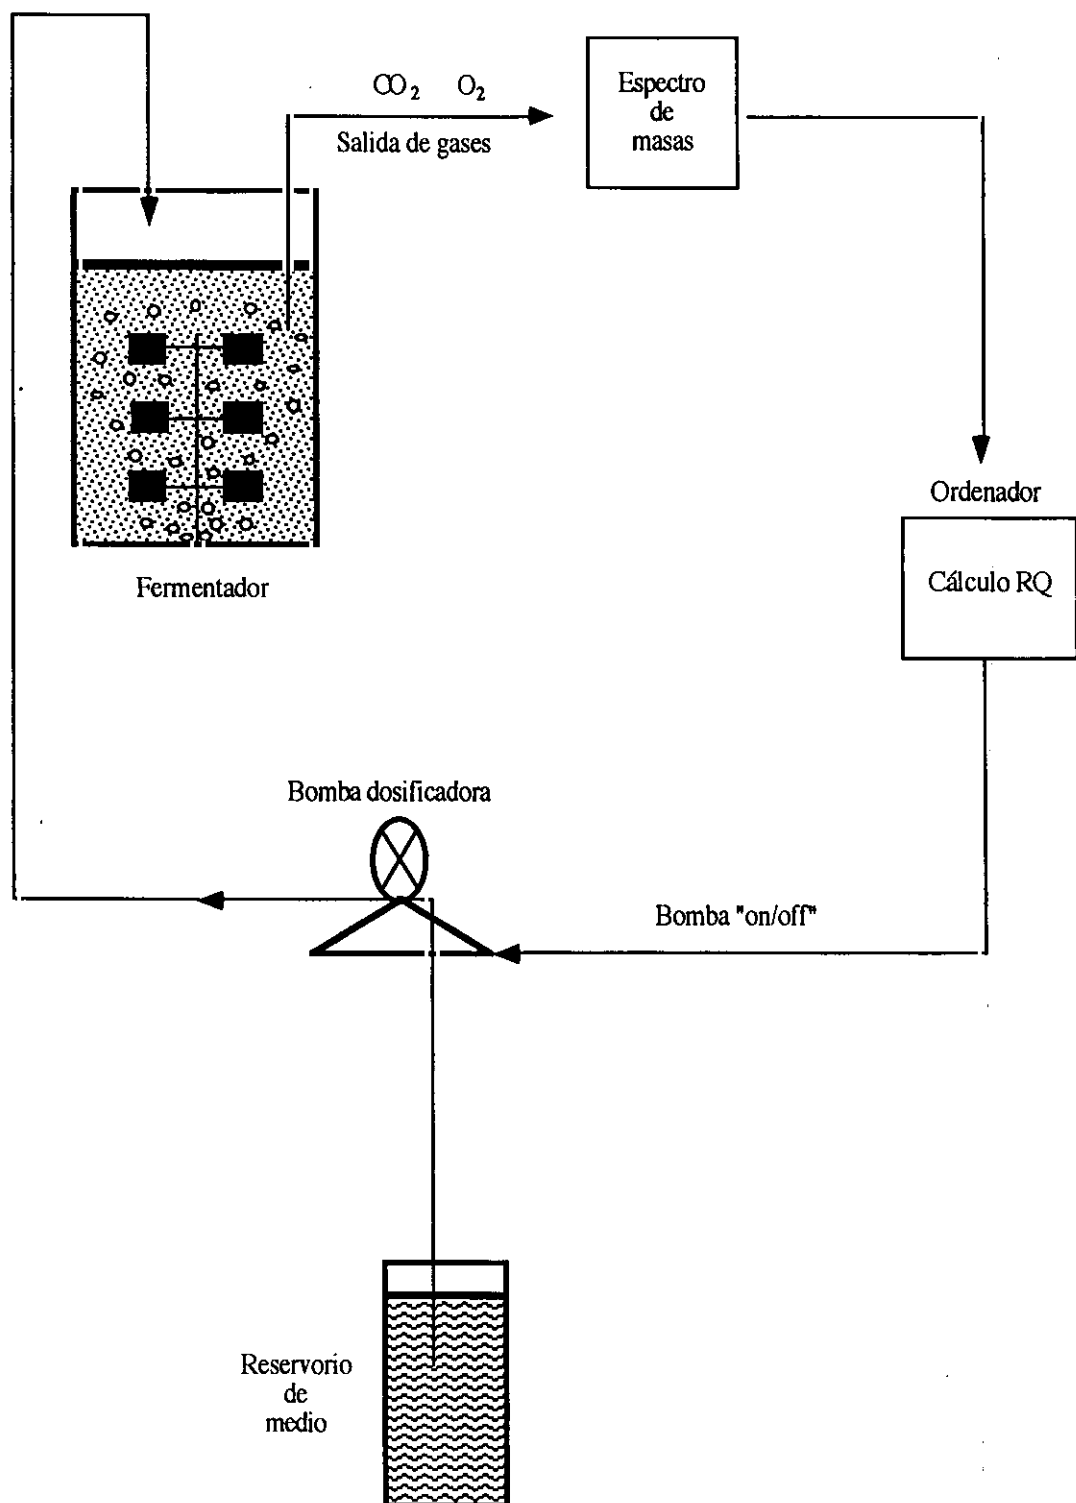 CO2 O2
Salida de gases
Espectro
de
masas
Ordenador
Cálculo RQ
Fermentador
Bomba dosificadora
Bomba "on/off"
Reservorio
de
medio